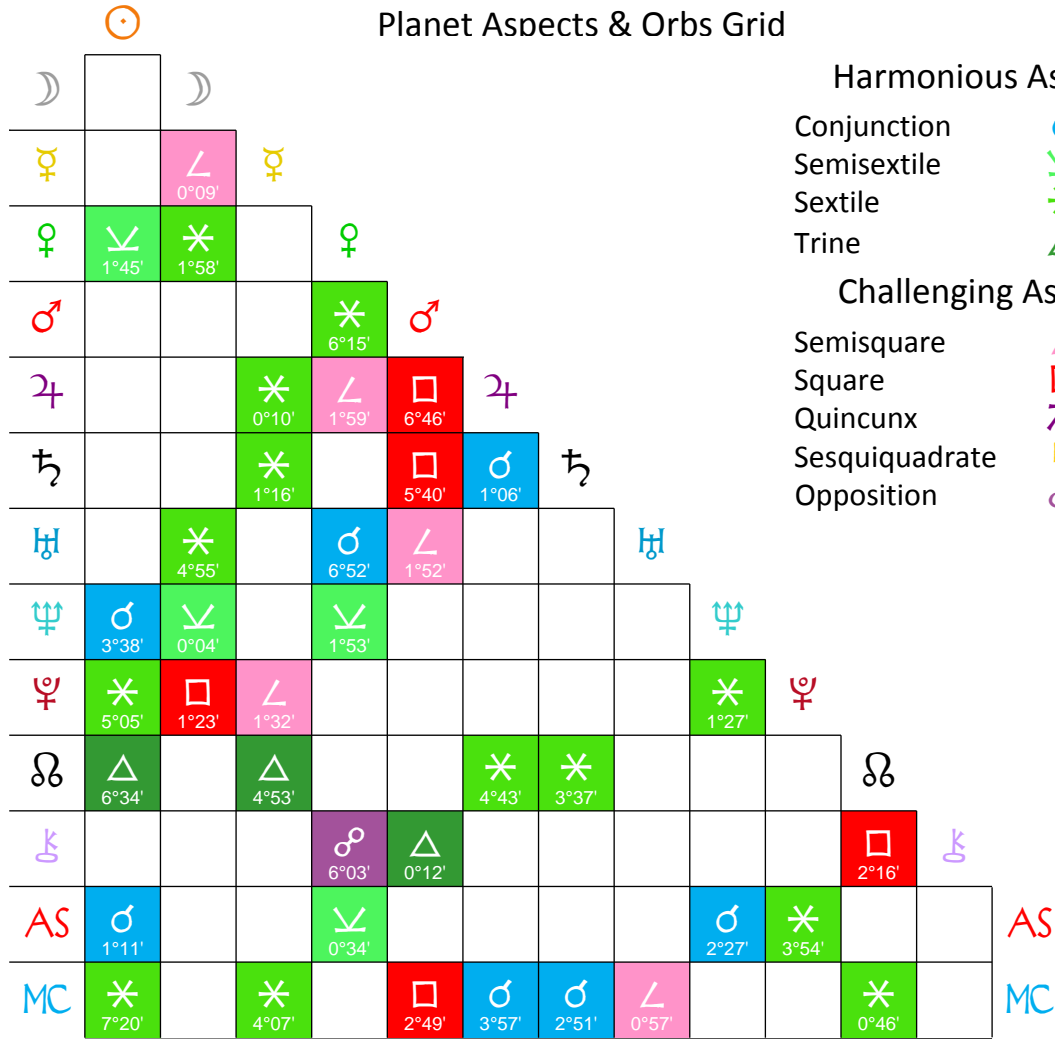 ☉ Planet Aspects & Orbs Grid
☽ ☽
Harmonious As
☿ ∠ ☿
0°09'
Conjunction ☌
Semisextile ⚺
Sextile ⚹
Trine △
♀ ⚺ ⚹ ♀
1°45' 1°58'
Challenging As
♂ ⚹ ♂
6°15'
Semisquare ∠
Square □
Quincunx ⚻
Sesquiquadrate ⚼
Opposition ☍
♃ ⚹ ∠ □ ♃
0°10' 1°59' 6°46'
♄ ⚹ □ ☌ ♄
1°16' 5°40' 1°06'
♅ ⚹ ☌ ∠ ♅
4°55' 6°52' 1°52'
♆ ☌ ⚺ ⚺ ♆
3°38' 0°04' 1°53'
♇ ⚹ □ ∠ ⚹ ♇
5°05' 1°23' 1°32' 1°27'
☊ △ △ ⚹ ⚹ ☊
6°34' 4°53' 4°43' 3°37'
⚷ ☍ △ □ ⚷
6°03' 0°12' 2°16'
AS ☌ ⚺ ☌ ⚹ AS
1°11' 0°34' 2°27' 3°54'
MC ⚹ ⚹ □ ☌ ☌ ∠ ⚹ MC
7°20' 4°07' 2°49' 3°57' 2°51' 0°57' 0°46'